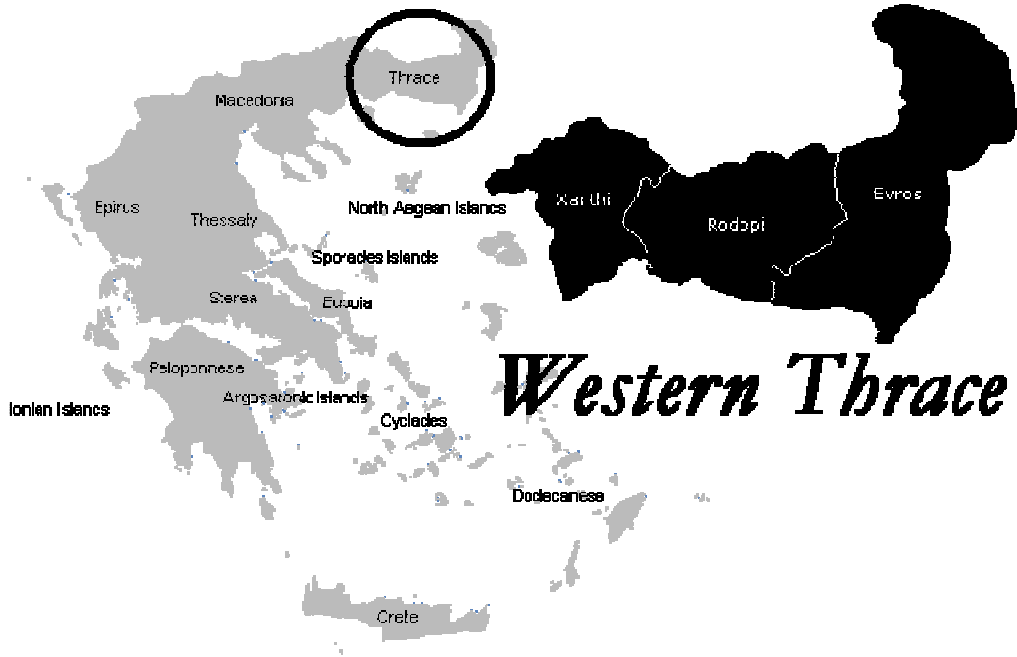 Thrace
Macedonia
Epirus
Thessaly
North Aegean Islands
Sporades Islands
Sterea
Euboia
Peloponnese
Argosaronic Islands
Ionian Islands
Cyclades
Dodecanese
Crete
Xanthi
Rodopi
Evros
Western Thrace